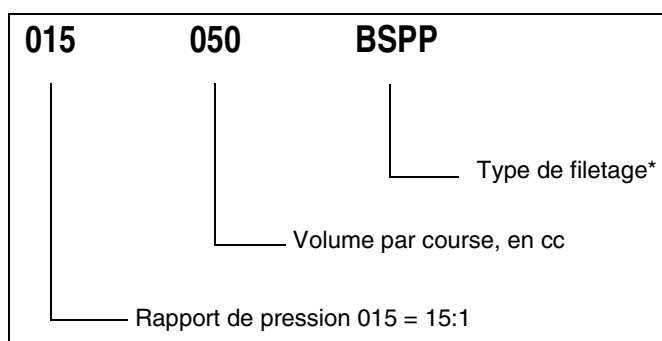 015 050 BSPP
Type de filetage*
Volume par course, en cc
Rapport de pression 015 = 15:1